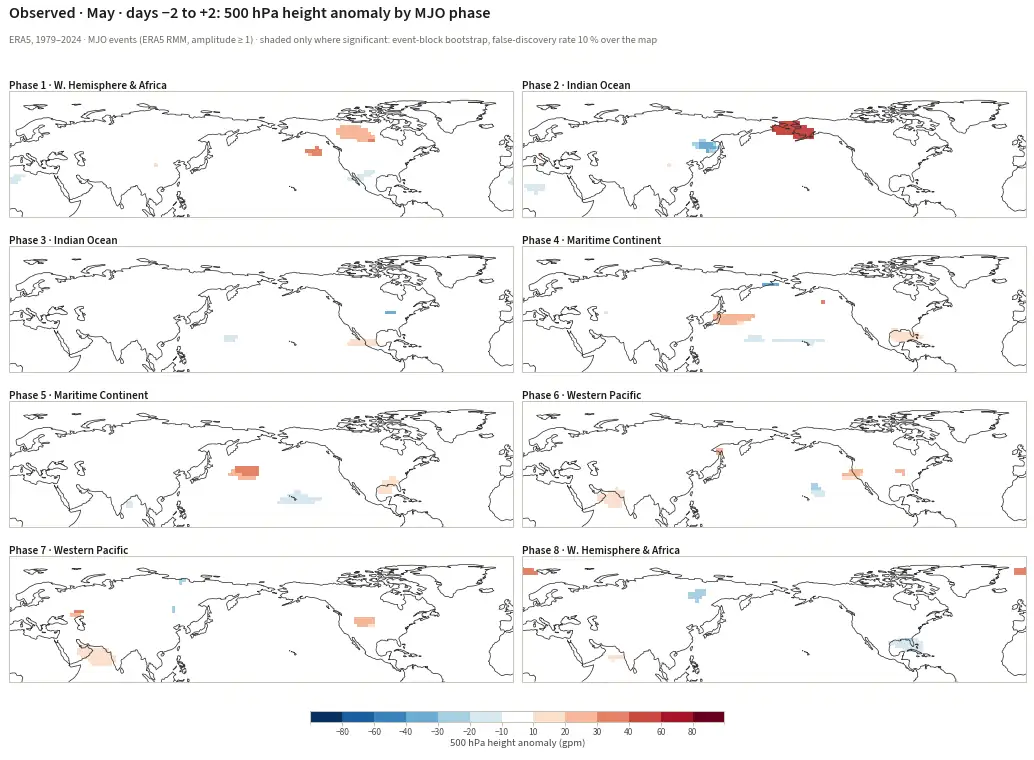 Observed · May · days −2 to +2: 500 hPa height anomaly by MJO phase
ERA5, 1979–2024 · MJO events (ERA5 RMM, amplitude ≥ 1) · shaded only where significant: event-block bootstrap, false-discovery rate 10 % over the map
Phase 1 · W. Hemisphere & Africa
Phase 2 · Indian Ocean
Phase 3 · Indian Ocean
Phase 4 · Maritime Continent
Phase 5 · Maritime Continent
Phase 6 · Western Pacific
Phase 7 · Western Pacific
Phase 8 · W. Hemisphere & Africa
−80 −60 −40 −30 −20 −10 10 20 30 40 60 80
500 hPa height anomaly (gpm)